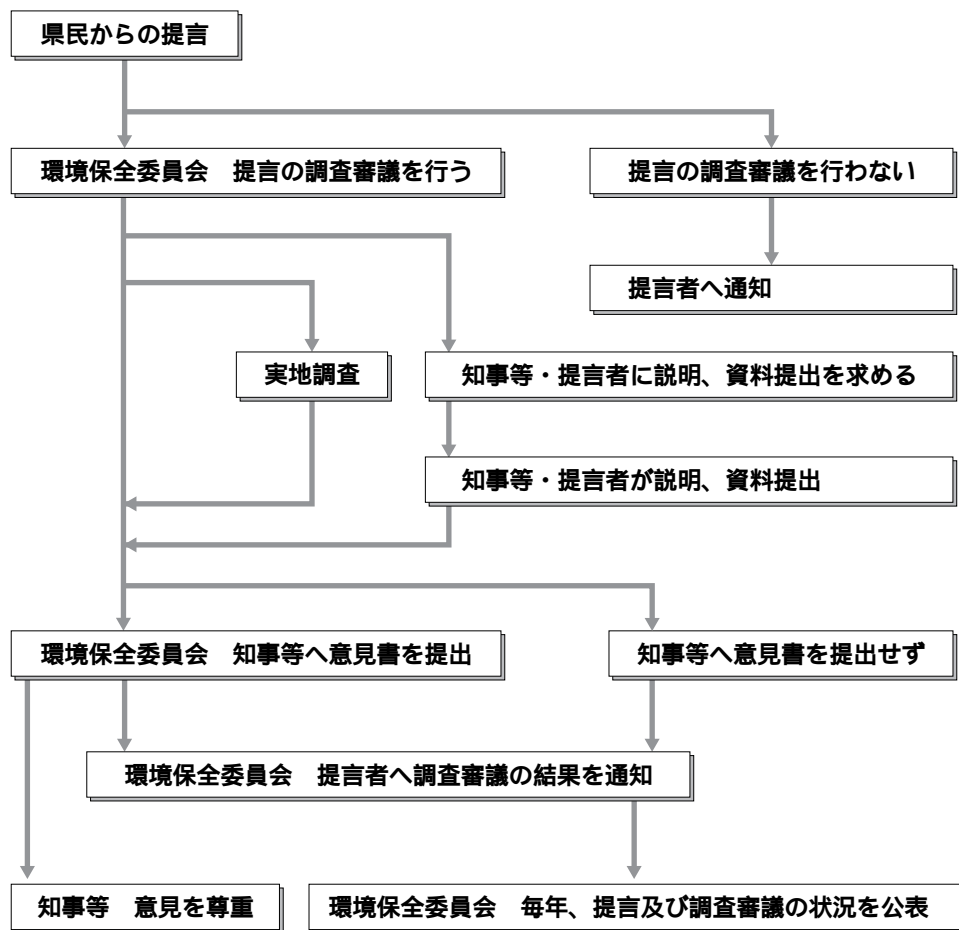 県民からの提言
環境保全委員会　提言の調査審議を行う
提言の調査審議を行わない
提言者へ通知
実地調査
知事等・提言者に説明、資料提出を求める
知事等・提言者が説明、資料提出
環境保全委員会　知事等へ意見書を提出
知事等へ意見書を提出せず
環境保全委員会　提言者へ調査審議の結果を通知
知事等　意見を尊重
環境保全委員会　毎年、提言及び調査審議の状況を公表